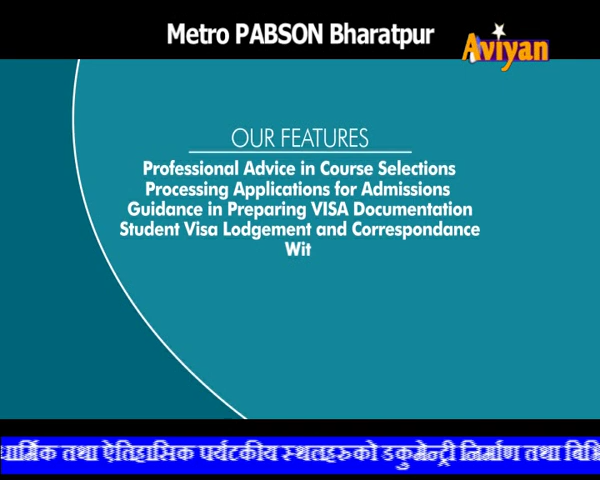 Metro PABSON Bharatpur
Aviyan
OUR FEATURES
Professional Advice in Course Selections
Processing Applications for Admissions
Guidance in Preparing VISA Documentation
Student Visa Lodgement and Correspondance
Wit
धार्मिक तथा ऐतिहासिक पर्यटकीय स्थलहरुको डकुमेन्ट्री निर्माण तथा